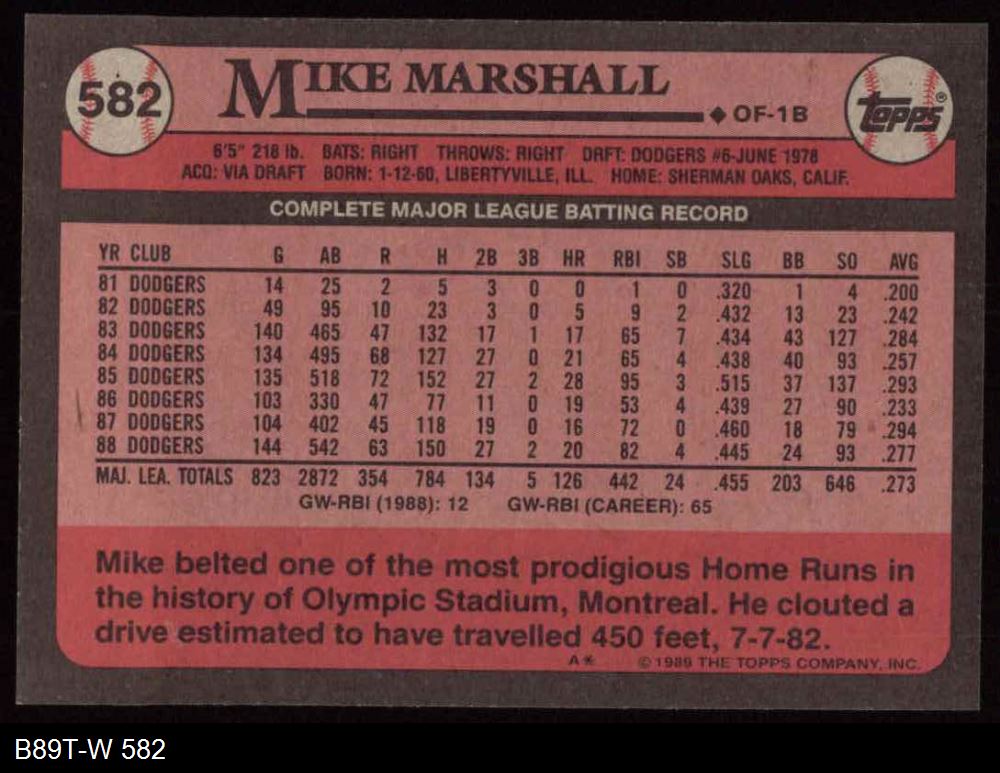 582
MIKE MARSHALL
◆ OF-1B
Topps®
6'5" 218 lb. BATS: RIGHT THROWS: RIGHT DRFT: DODGERS #6-JUNE 1978
ACQ: VIA DRAFT BORN: 1-12-60, LIBERTYVILLE, ILL. HOME: SHERMAN OAKS, CALIF.
COMPLETE MAJOR LEAGUE BATTING RECORD
YR CLUB G AB R H 2B 3B HR RBI SB SLG BB SO AVG
81 DODGERS 14 25 2 5 3 0 0 1 0 .320 1 4 .200
82 DODGERS 49 95 10 23 3 0 5 9 2 .432 13 23 .242
83 DODGERS 140 465 47 132 17 1 17 65 7 .434 43 127 .284
84 DODGERS 134 495 68 127 27 0 21 65 4 .438 40 93 .257
85 DODGERS 135 518 72 152 27 2 28 95 3 .515 37 137 .293
86 DODGERS 103 330 47 77 11 0 19 53 4 .439 27 90 .233
87 DODGERS 104 402 45 118 19 0 16 72 0 .460 18 79 .294
88 DODGERS 144 542 63 150 27 2 20 82 4 .445 24 93 .277
MAJ. LEA. TOTALS 823 2872 354 784 134 5 126 442 24 .455 203 646 .273
GW-RBI (1988): 12 GW-RBI (CAREER): 65
Mike belted one of the most prodigious Home Runs in
the history of Olympic Stadium, Montreal. He clouted a
drive estimated to have travelled 450 feet, 7-7-82.
A* © 1989 THE TOPPS COMPANY, INC.
B89T-W 582